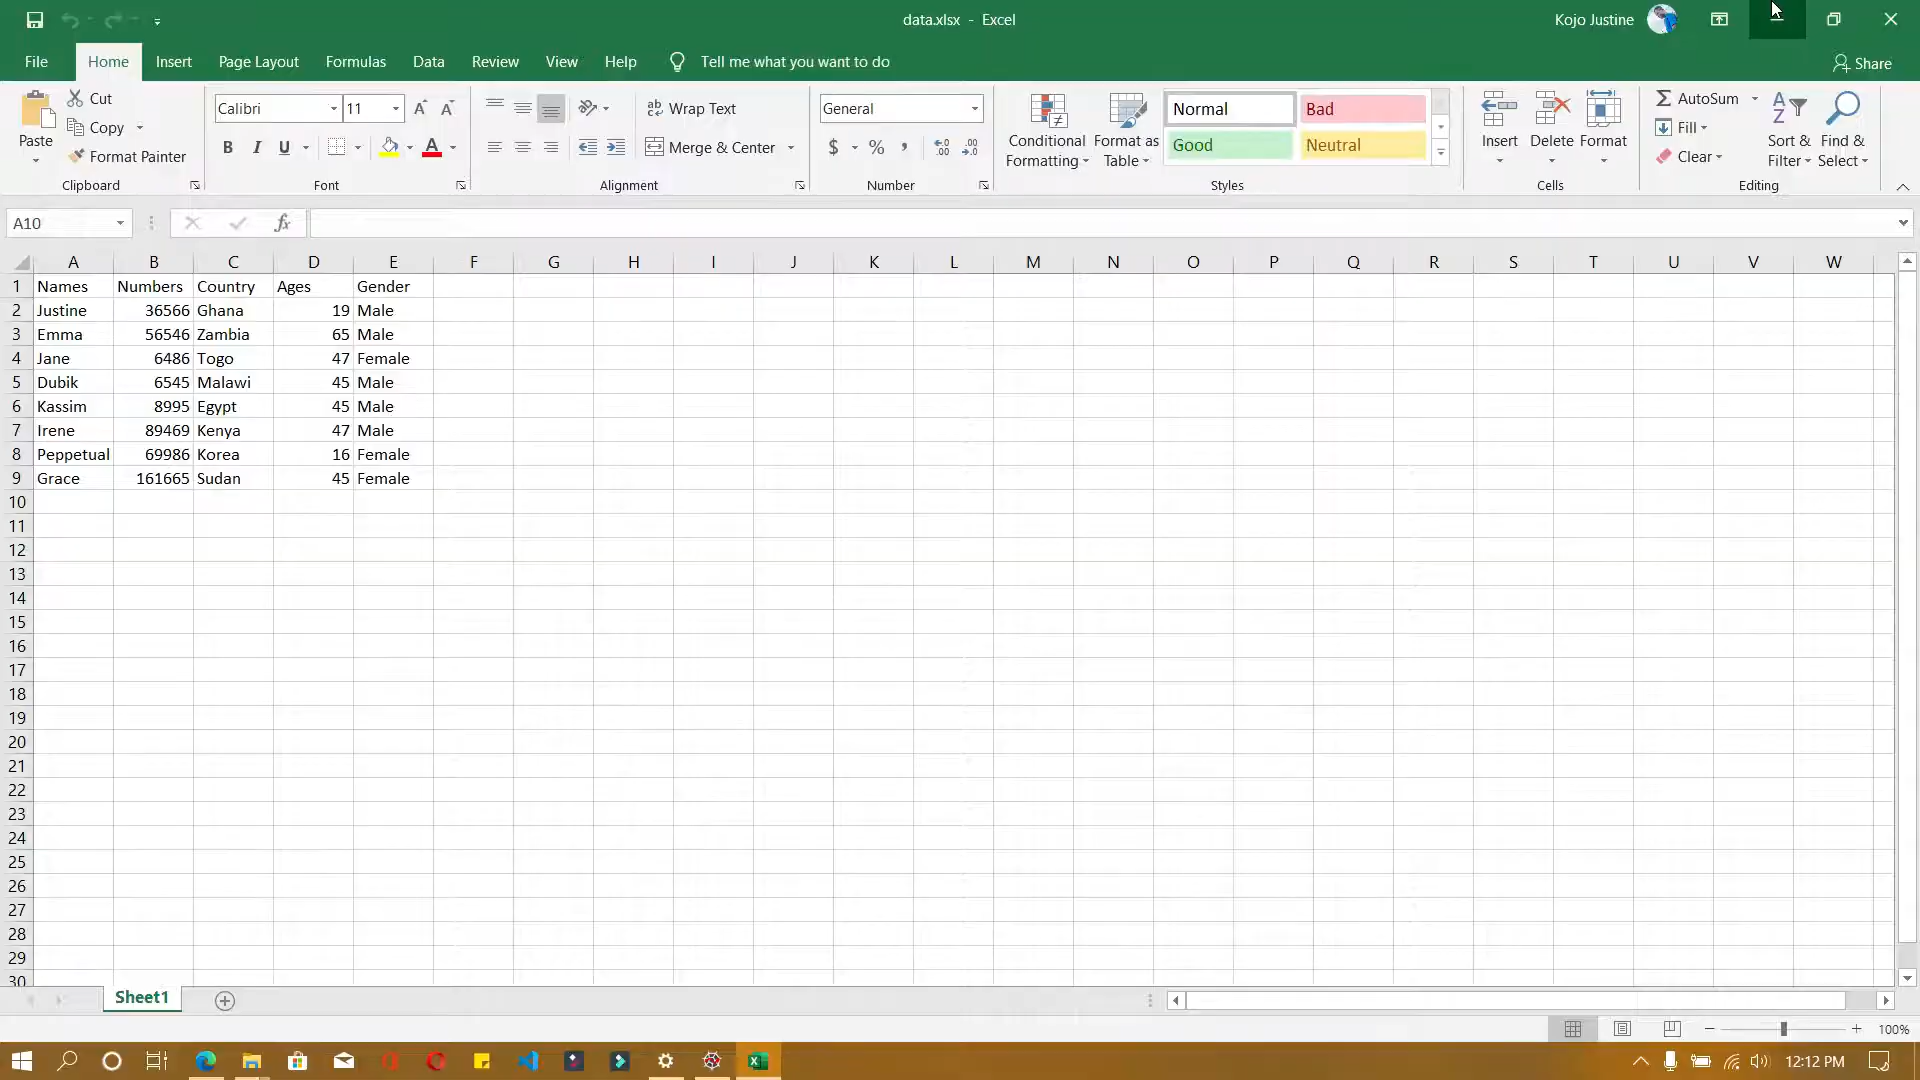 data.xlsx - Excel
Kojo Justine
File Home Insert Page Layout Formulas Data Review View Help Tell me what you want to do Share
Paste
Cut
Copy
Format Painter
Clipboard
Calibri 11
B I U A
Font
Wrap Text
Merge & Center
Alignment
General
$ % ,
Number
Conditional Formatting
Format as Table
Normal Bad
Good Neutral
Styles
Insert Delete Format
Cells
AutoSum
Fill
Clear
Sort & Filter
Find & Select
Editing
A10 fx
A B C D E F G H I J K L M N O P Q R S T U V W
1 Names Numbers Country Ages Gender
2 Justine 36566 Ghana 19 Male
3 Emma 56546 Zambia 65 Male
4 Jane 6486 Togo 47 Female
5 Dubik 6545 Malawi 45 Male
6 Kassim 8995 Egypt 45 Male
7 Irene 89469 Kenya 47 Male
8 Peppetual 69986 Korea 16 Female
9 Grace 161665 Sudan 45 Female
10
11
12
13
14
15
16
17
18
19
20
21
22
23
24
25
26
27
28
29
30
Sheet1
100%
12:12 PM